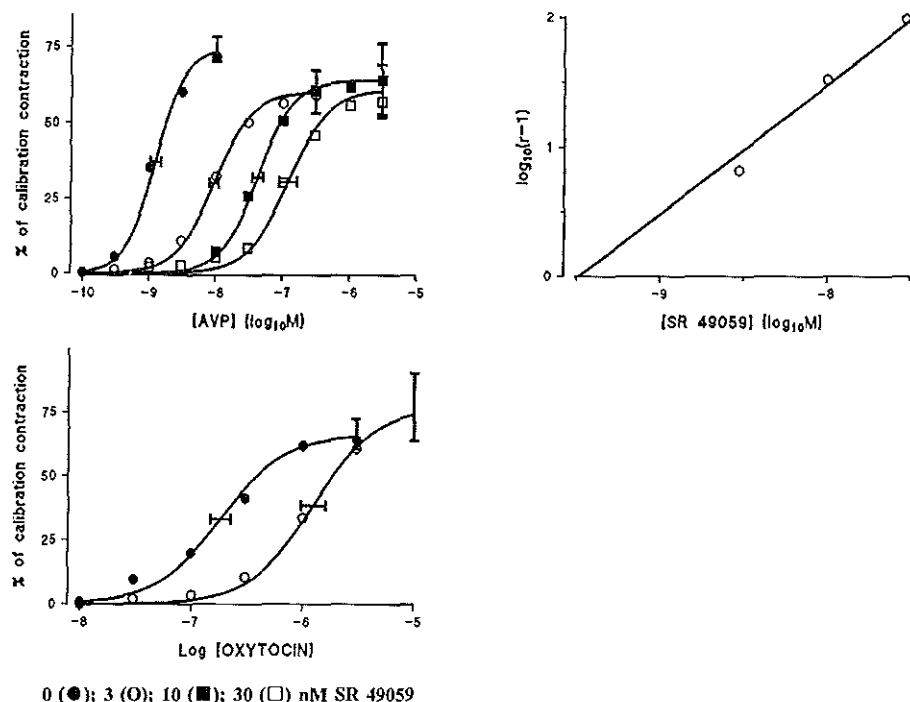 75
50
25
0
% of calibration contraction
-10 -9 -8 -7 -6 -5
[AVP] (log10M)
2
1
0
log10(r-1)
-9 -8
[SR 49059] (log10M)
75
50
25
0
% of calibration contraction
-8 -7 -6 -5
Log [OXYTOCIN]
0 (●); 3 (O); 10 (■); 30 (□) nM SR 49059